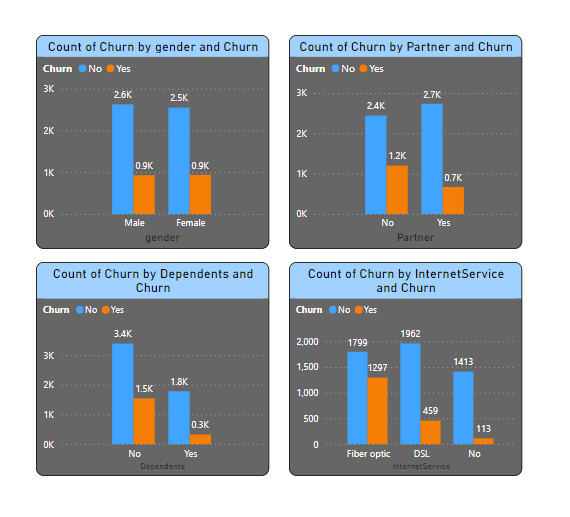 Count of Churn by gender and Churn
Churn No Yes
3K
2K
1K
0K
2.6K
0.9K
2.5K
0.9K
Male Female
gender
Count of Churn by Partner and Churn
Churn No Yes
3K
2K
1K
0K
2.4K
1.2K
2.7K
0.7K
No Yes
Partner
Count of Churn by Dependents and
Churn
Churn No Yes
3K
2K
1K
0K
3.4K
1.5K
1.8K
0.3K
No Yes
Dependents
Count of Churn by InternetService
and Churn
Churn No Yes
2,000
1,500
1,000
500
0
1799
1297
1962
459
1413
113
Fiber optic DSL No
InternetService